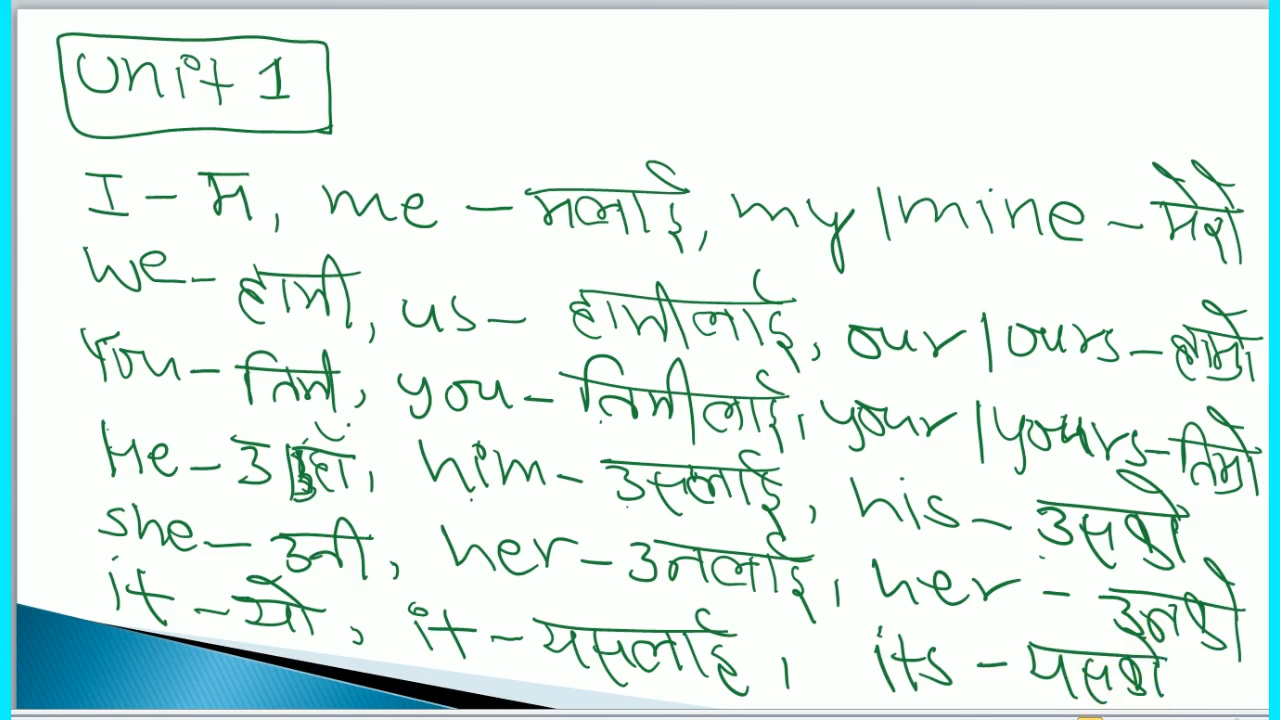 Unit 1
I - म, me - मलाई, my/mine - मेरो
we - हामी, us - हामीलाई, our/ours - हाम्रो
You - तिमी, you - तिमीलाई, your/yours - तिम्रो
He - उ, him - उसलाई, his - उसको
she - उनी, her - उनलाई, her - उनको
it - यो, it - यसलाई, its - यसको